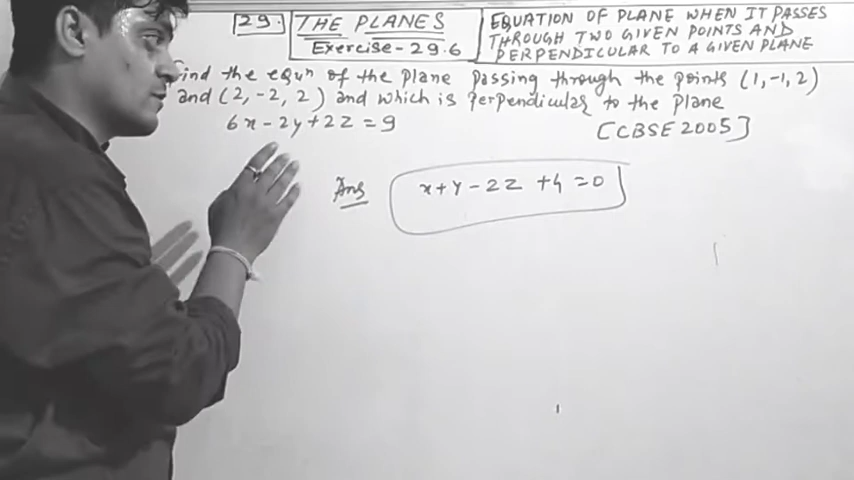 29.
THE PLANES
Exercise-29.6
EQUATION OF PLANE WHEN IT PASSES
THROUGH TWO GIVEN POINTS AND
PERPENDICULAR TO A GIVEN PLANE
Find the equⁿ of the plane passing through the points (1,-1,2)
and (2,-2,2) and which is perpendicular to the plane
6x-2y+2z=9
[CBSE 2005]
Ans x+y-2z+4=0